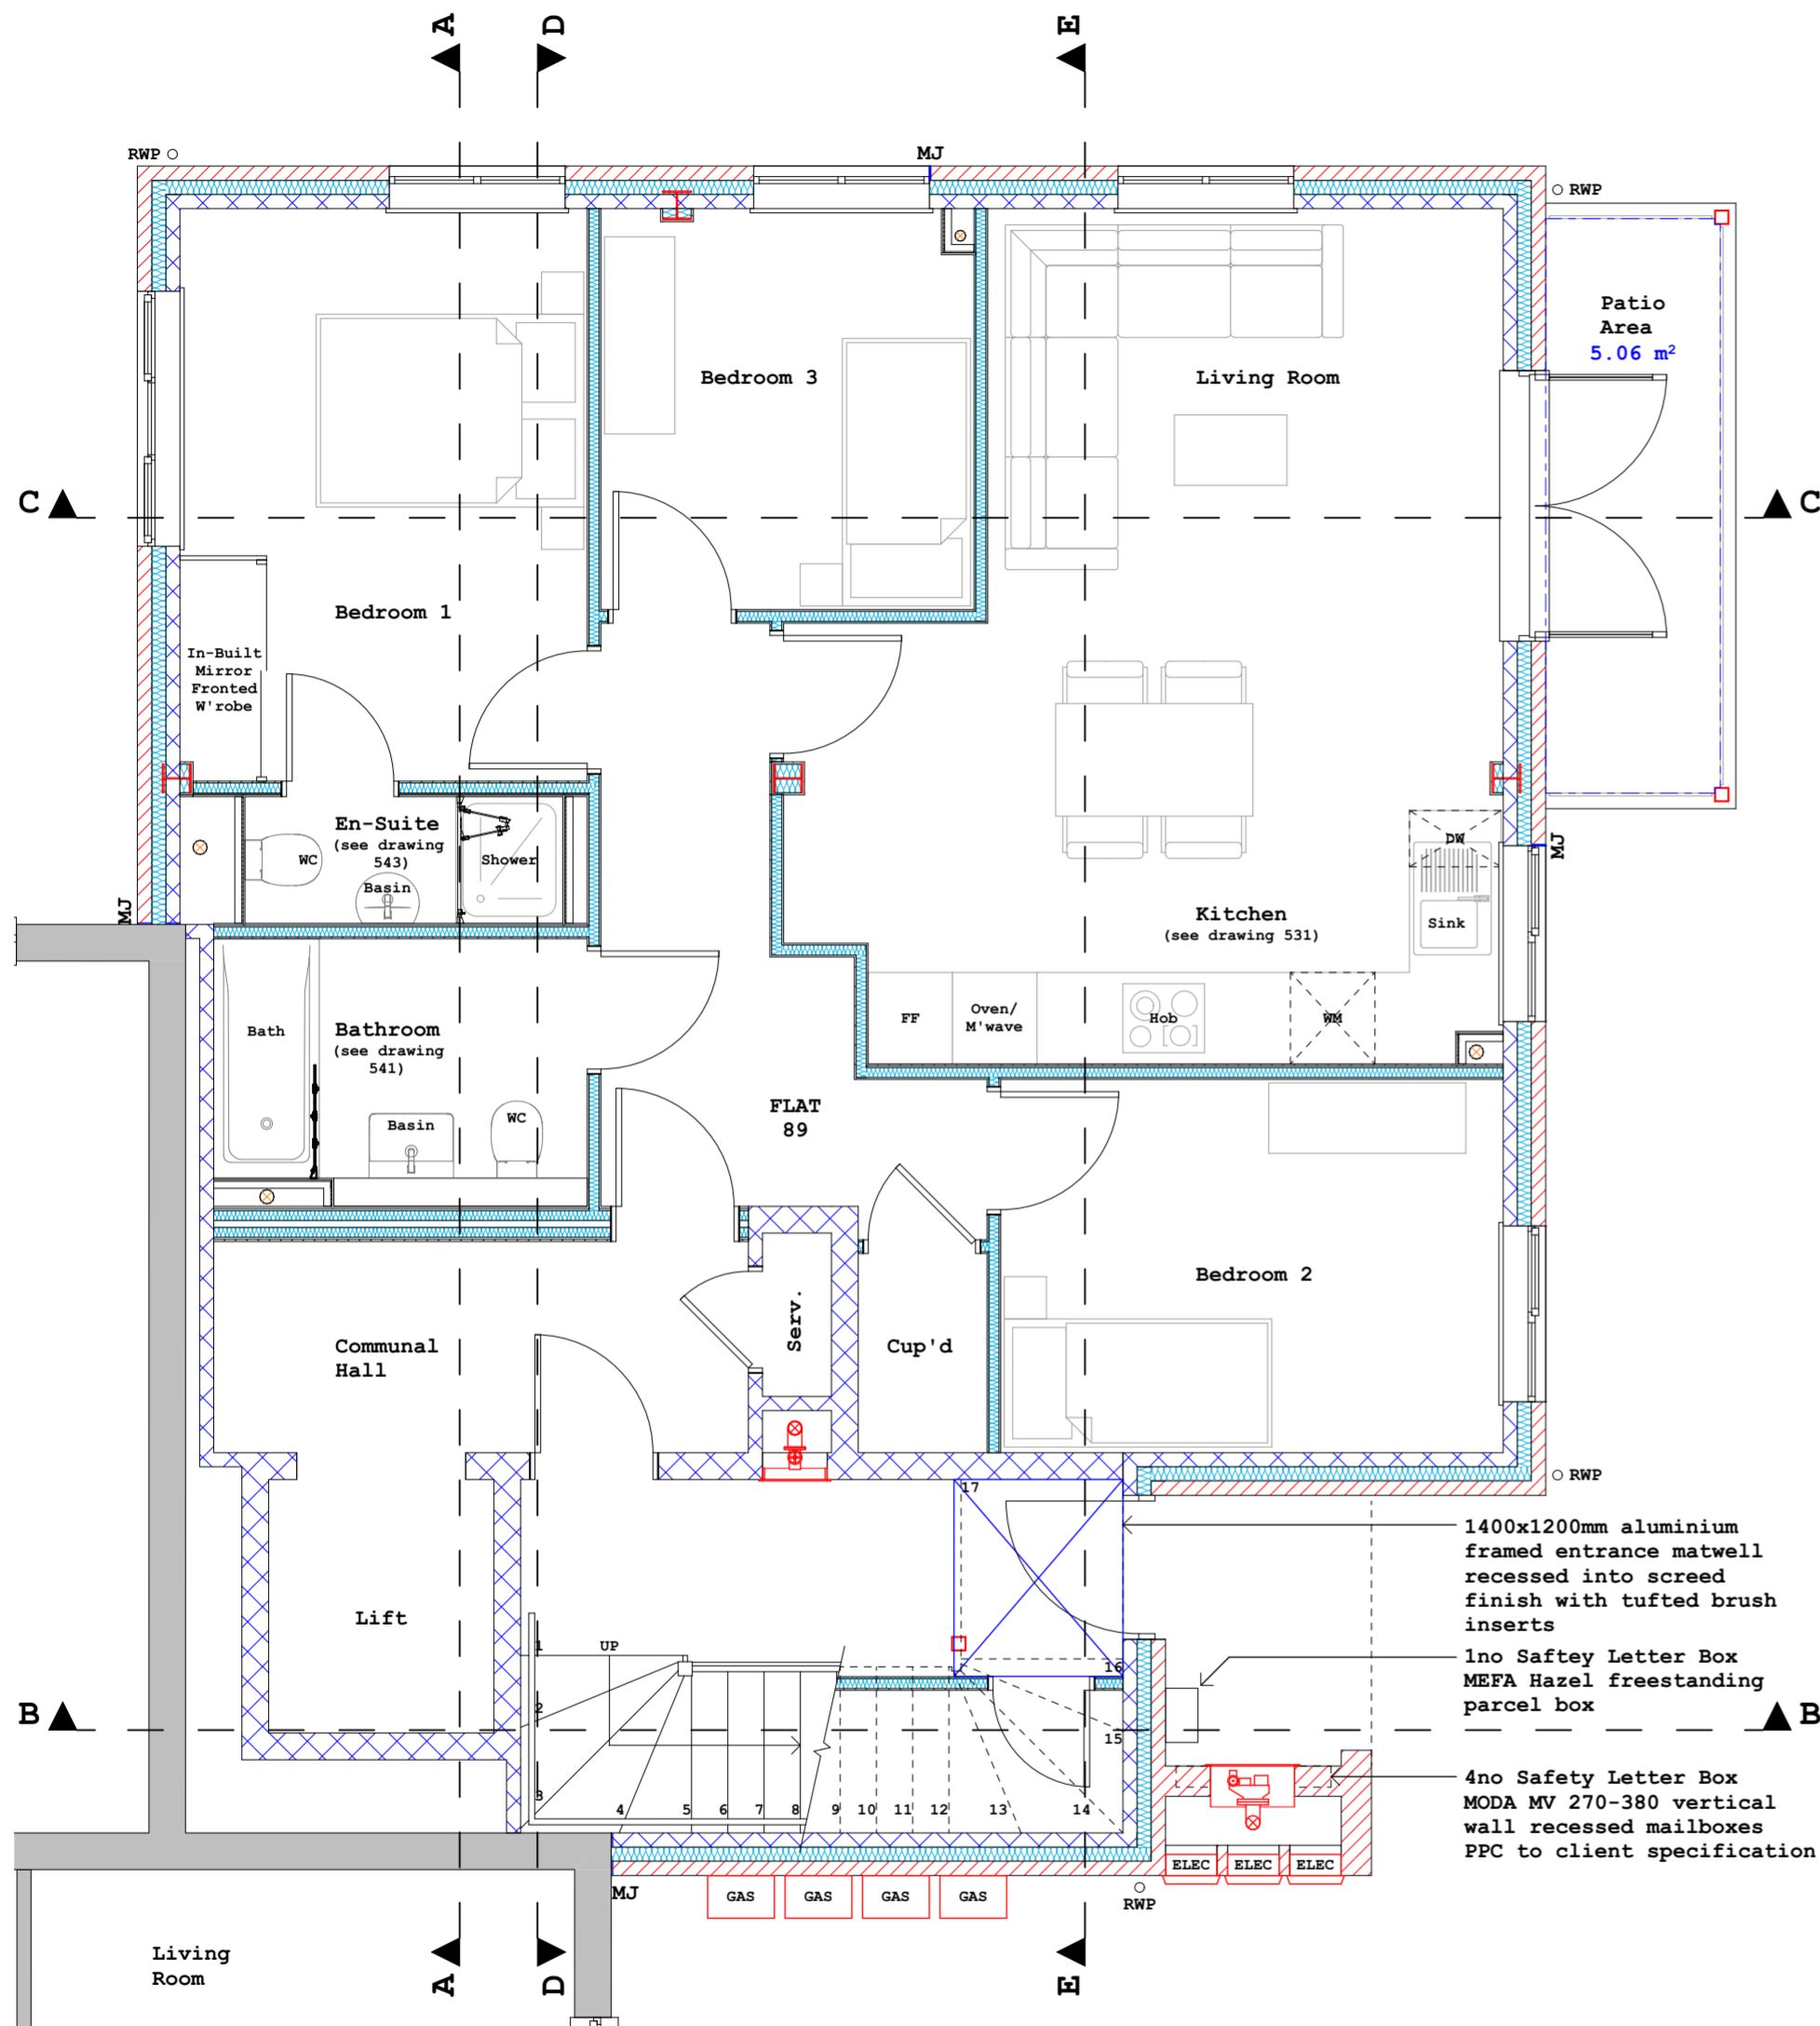 A
D
E
RWP
MJ
RWP
Patio
Area
5.06 m²
Bedroom 3
Living Room
C
C
Bedroom 1
In-Built
Mirror
Fronted
W'robe
En-Suite
(see drawing
543)
WC
Basin
Shower
DW
MJ
MJ
Kitchen
(see drawing 531)
Sink
Bath
Bathroom
(see drawing
541)
FF
Oven/
M'wave
Hob
WM
Basin
WC
FLAT
89
Bedroom 2
Communal
Hall
Serv.
Cup'd
RWP
17
1400x1200mm aluminium
framed entrance matwell
recessed into screed
finish with tufted brush
inserts
Lift
1
UP
16
1no Saftey Letter Box
MEFA Hazel freestanding
parcel box
B
2
15
B
4no Safety Letter Box
MODA MV 270-380 vertical
wall recessed mailboxes
PPC to client specification
3
4
5
6
7
8
9
10
11
12
13
14
ELEC
ELEC
ELEC
MJ
GAS
GAS
GAS
GAS
RWP
Living
Room
A
D
E